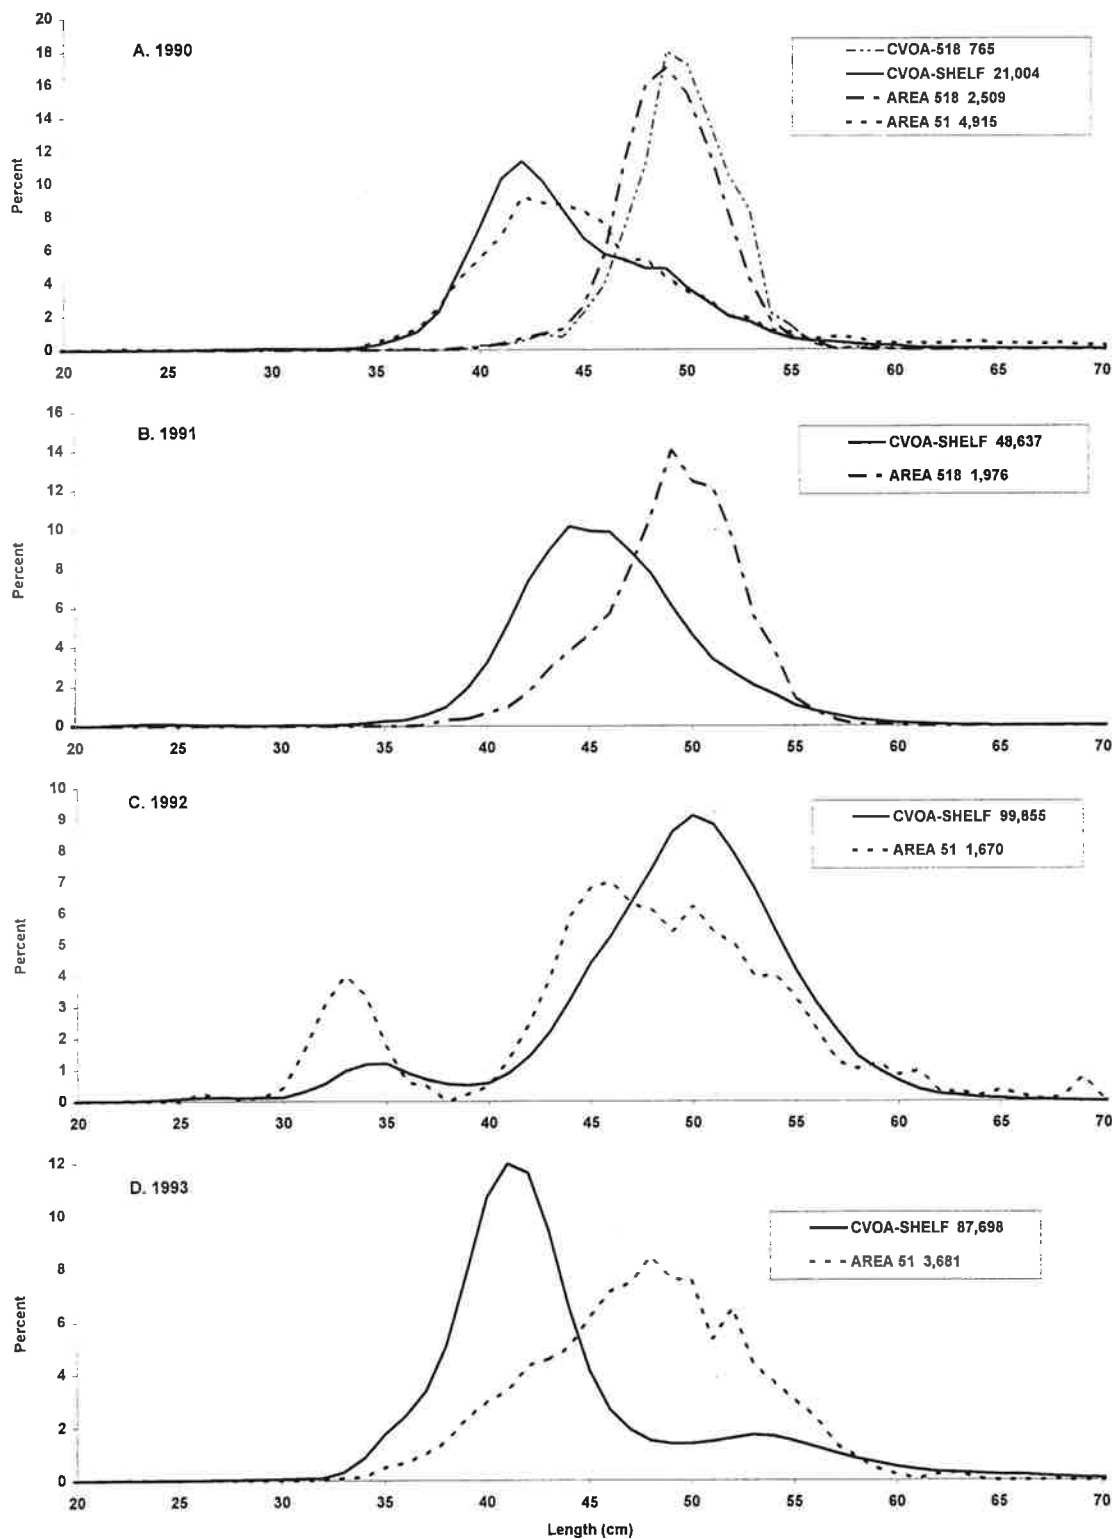 A. 1990
Percent
20
18
16
14
12
10
8
6
4
2
0
20 25 30 35 40 45 50 55 60 65 70
CVOA-518 765
CVOA-SHELF 21,004
AREA 518 2,509
AREA 51 4,915
B. 1991
Percent
16
14
12
10
8
6
4
2
0
20 25 30 35 40 45 50 55 60 65 70
CVOA-SHELF 48,637
AREA 518 1,976
C. 1992
Percent
10
9
8
7
6
5
4
3
2
1
0
20 25 30 35 40 45 50 55 60 65 70
CVOA-SHELF 99,855
AREA 51 1,670
D. 1993
Percent
12
10
8
6
4
2
0
20 25 30 35 40 45 50 55 60 65 70
CVOA-SHELF 87,698
AREA 51 3,681
Length (cm)